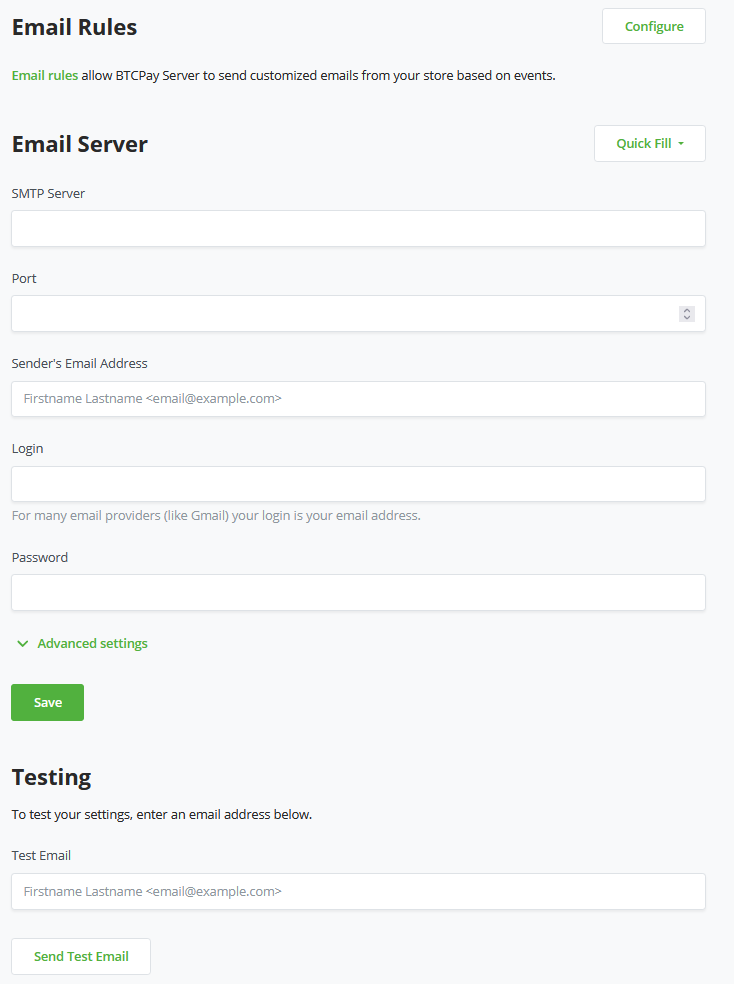 Email Rules
Configure
Email rules allow BTCPay Server to send customized emails from your store based on events.
Email Server
Quick Fill
SMTP Server
Port
Sender's Email Address
Firstname Lastname <email@example.com>
Login
For many email providers (like Gmail) your login is your email address.
Password
Advanced settings
Save
Testing
To test your settings, enter an email address below.
Test Email
Firstname Lastname <email@example.com>
Send Test Email